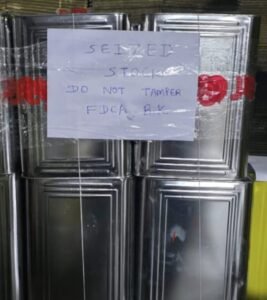 SEIZED
STOCK
DO NOT TAMPER
FDCA B.K